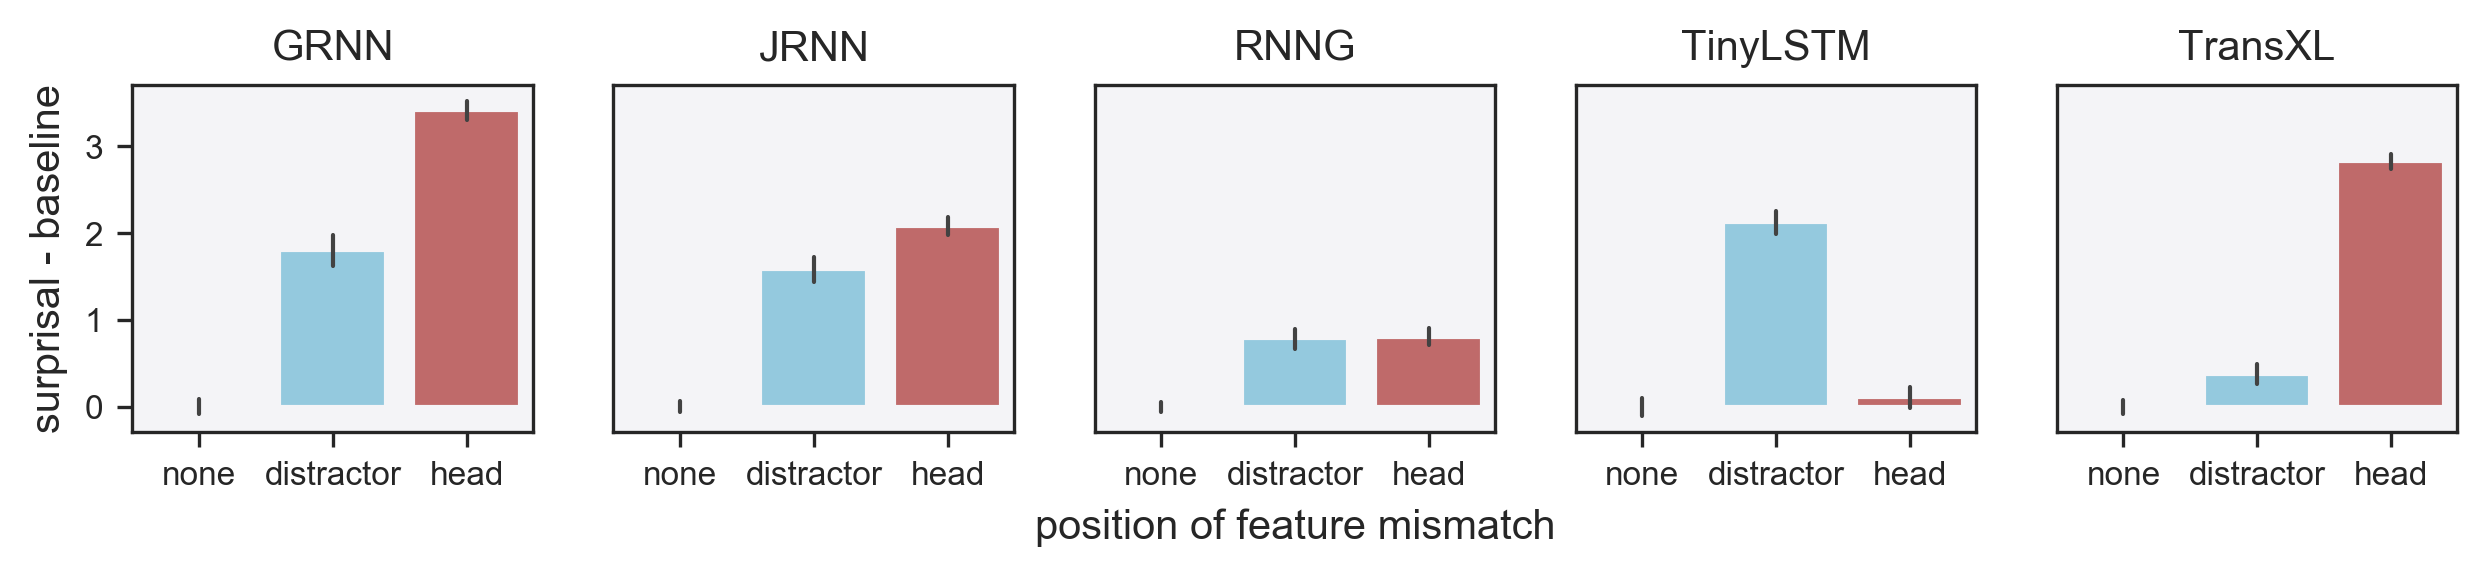 GRNN JRNN RNNG TinyLSTM TransXL
surprisal - baseline
3
2
1
0
none distractor head none distractor head none distractor head none distractor head none distractor head
position of feature mismatch